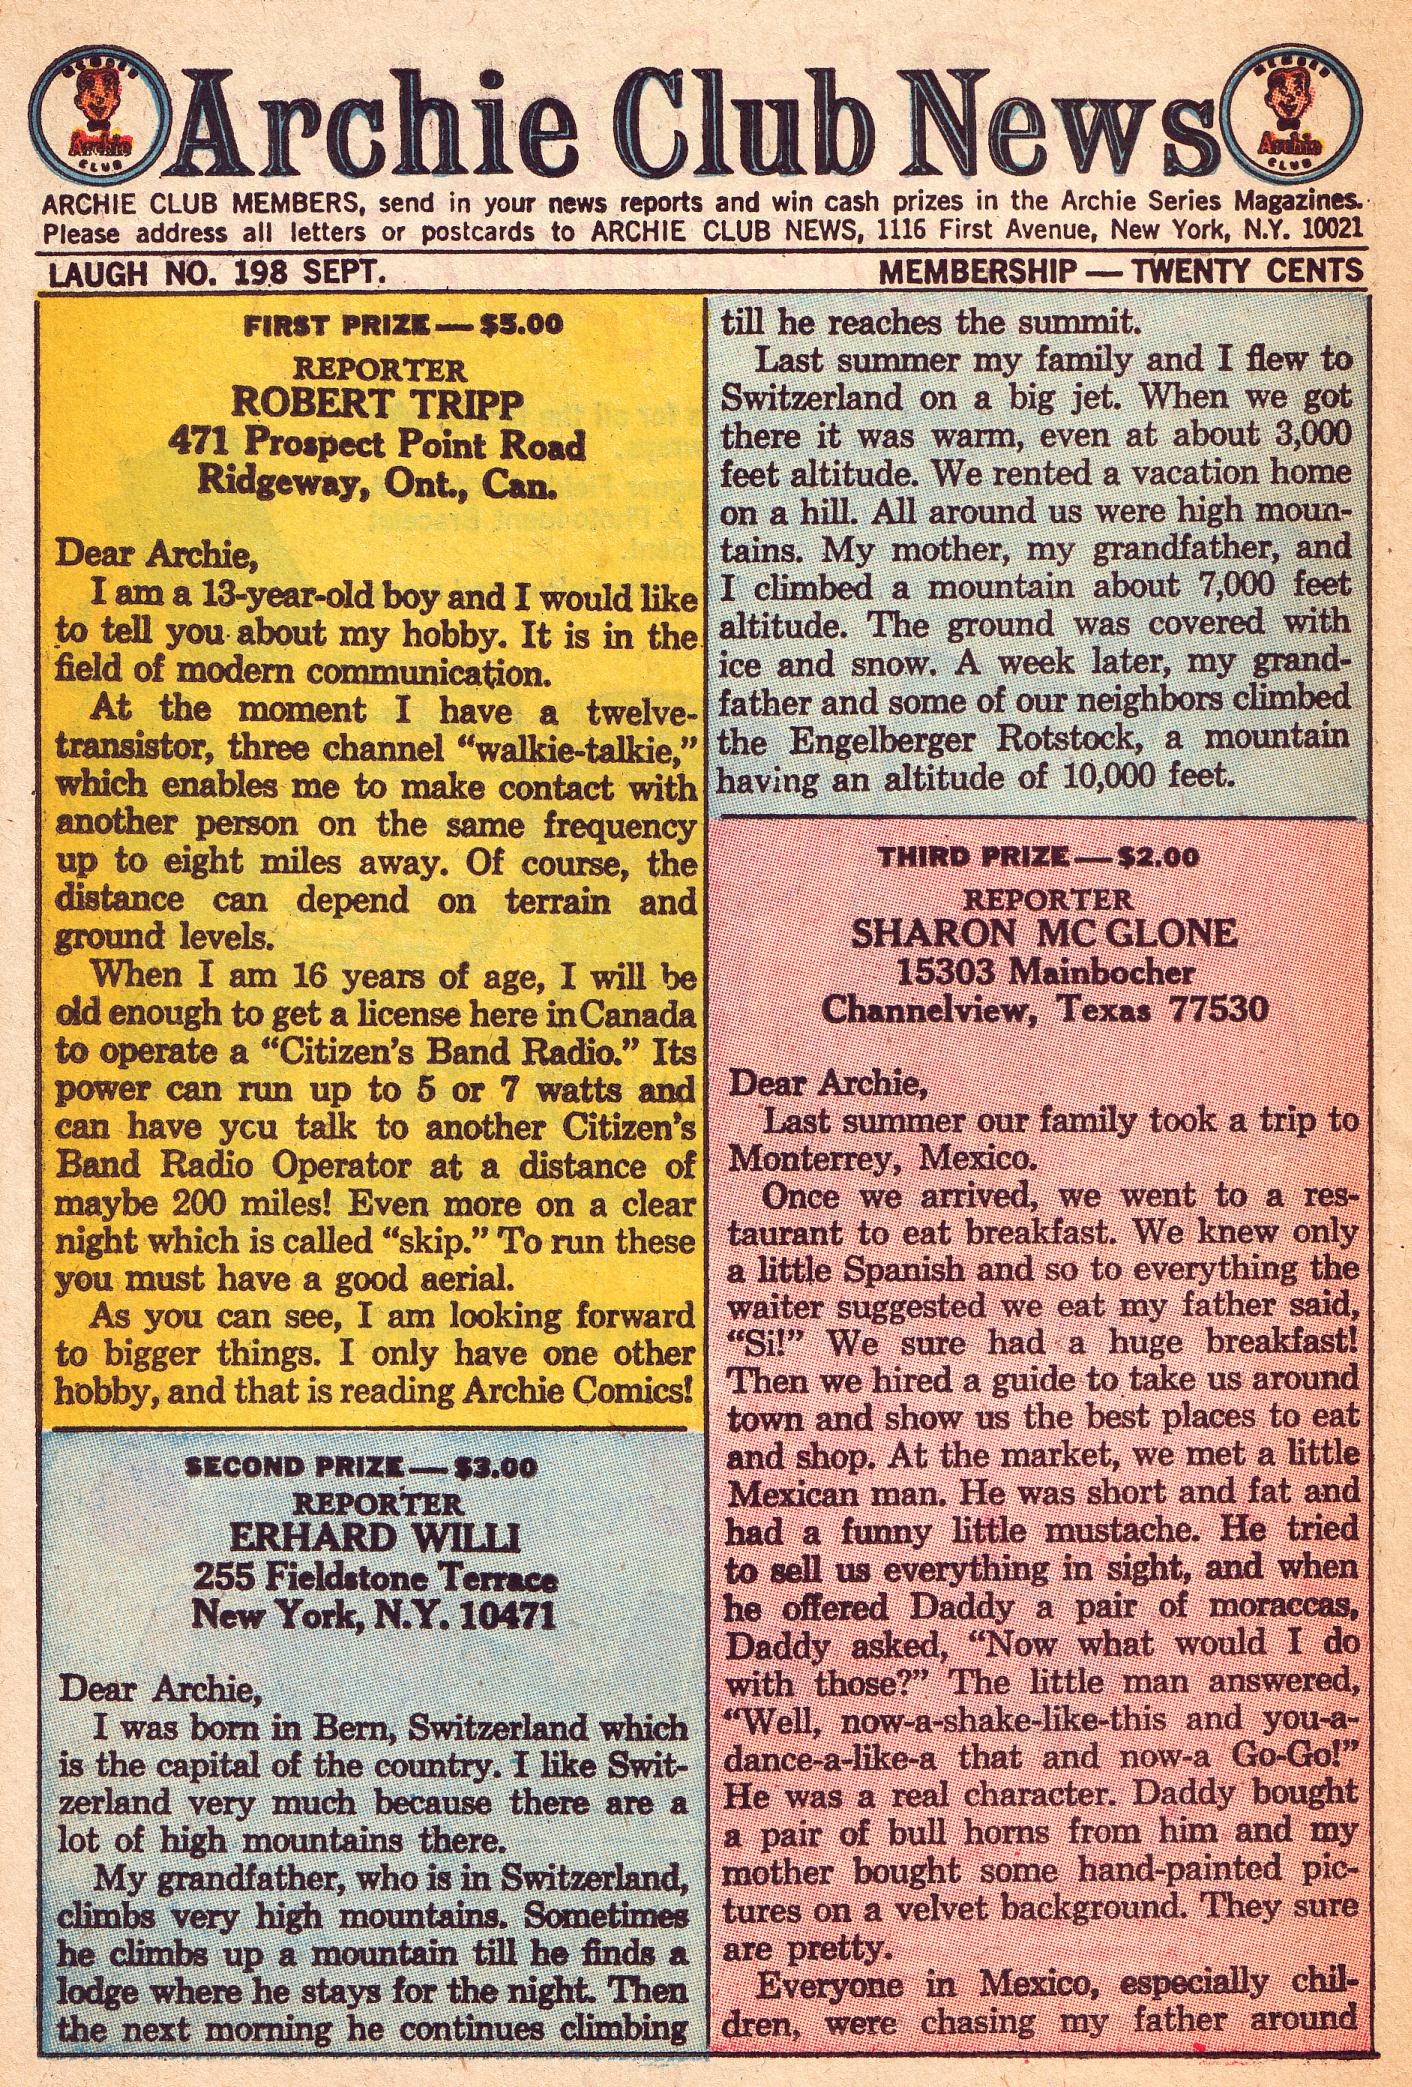 MEMBER
Archie
CLUB
Archie Club News
MEMBER
Archie
CLUB
ARCHIE CLUB MEMBERS, send in your news reports and win cash prizes in the Archie Series Magazines.
Please address all letters or postcards to ARCHIE CLUB NEWS, 1116 First Avenue, New York, N.Y. 10021
LAUGH NO. 198 SEPT.
MEMBERSHIP — TWENTY CENTS
FIRST PRIZE — $5.00
REPORTER
ROBERT TRIPP
471 Prospect Point Road
Ridgeway, Ont., Can.
Dear Archie,
I am a 13-year-old boy and I would like
to tell you about my hobby. It is in the
field of modern communication.
At the moment I have a twelve-
transistor, three channel “walkie-talkie,”
which enables me to make contact with
another person on the same frequency
up to eight miles away. Of course, the
distance can depend on terrain and
ground levels.
When I am 16 years of age, I will be
old enough to get a license here in Canada
to operate a “Citizen’s Band Radio.” Its
power can run up to 5 or 7 watts and
can have ycu talk to another Citizen’s
Band Radio Operator at a distance of
maybe 200 miles! Even more on a clear
night which is called “skip.” To run these
you must have a good aerial.
As you can see, I am looking forward
to bigger things. I only have one other
hobby, and that is reading Archie Comics!
SECOND PRIZE — $3.00
REPORTER
ERHARD WILLI
255 Fieldstone Terrace
New York, N.Y. 10471
Dear Archie,
I was born in Bern, Switzerland which
is the capital of the country. I like Swit-
zerland very much because there are a
lot of high mountains there.
My grandfather, who is in Switzerland,
climbs very high mountains. Sometimes
he climbs up a mountain till he finds a
lodge where he stays for the night. Then
the next morning he continues climbing
till he reaches the summit.
Last summer my family and I flew to
Switzerland on a big jet. When we got
there it was warm, even at about 3,000
feet altitude. We rented a vacation home
on a hill. All around us were high moun-
tains. My mother, my grandfather, and
I climbed a mountain about 7,000 feet
altitude. The ground was covered with
ice and snow. A week later, my grand-
father and some of our neighbors climbed
the Engelberger Rotstock, a mountain
having an altitude of 10,000 feet.
THIRD PRIZE — $2.00
REPORTER
SHARON MC GLONE
15303 Mainbocher
Channelview, Texas 77530
Dear Archie,
Last summer our family took a trip to
Monterrey, Mexico.
Once we arrived, we went to a res-
taurant to eat breakfast. We knew only
a little Spanish and so to everything the
waiter suggested we eat my father said,
“Si!” We sure had a huge breakfast!
Then we hired a guide to take us around
town and show us the best places to eat
and shop. At the market, we met a little
Mexican man. He was short and fat and
had a funny little mustache. He tried
to sell us everything in sight, and when
he offered Daddy a pair of moraccas,
Daddy asked, “Now what would I do
with those?” The little man answered,
“Well, now-a-shake-like-this and you-a-
dance-a-like-a that and now-a Go-Go!”
He was a real character. Daddy bought
a pair of bull horns from him and my
mother bought some hand-painted pic-
tures on a velvet background. They sure
are pretty.
Everyone in Mexico, especially chil-
dren, were chasing my father around